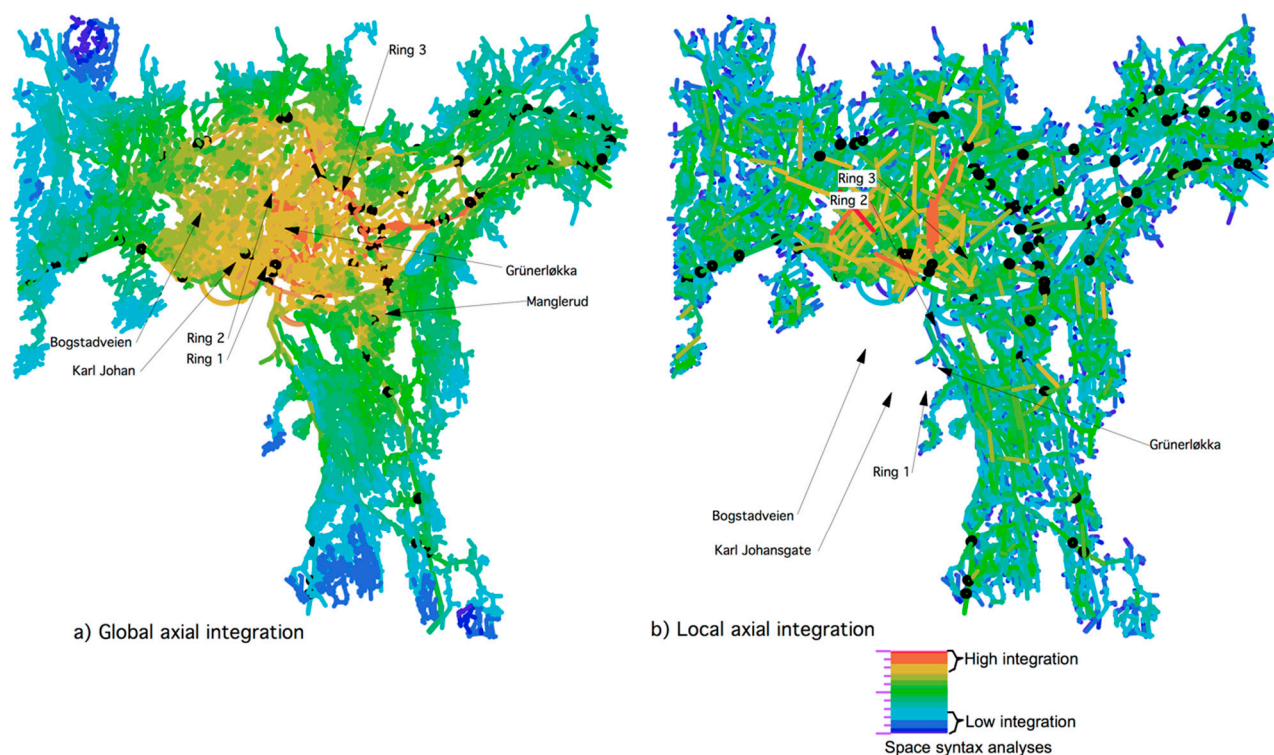 Ring 3
Grünerløkka
Manglerud
Bogstadveien
Ring 2
Karl Johan
Ring 1
a) Global axial integration
Ring 3
Ring 2
Grünerløkka
Ring 1
Bogstadveien
Karl Johansgate
b) Local axial integration
High integration
Low integration
Space syntax analyses